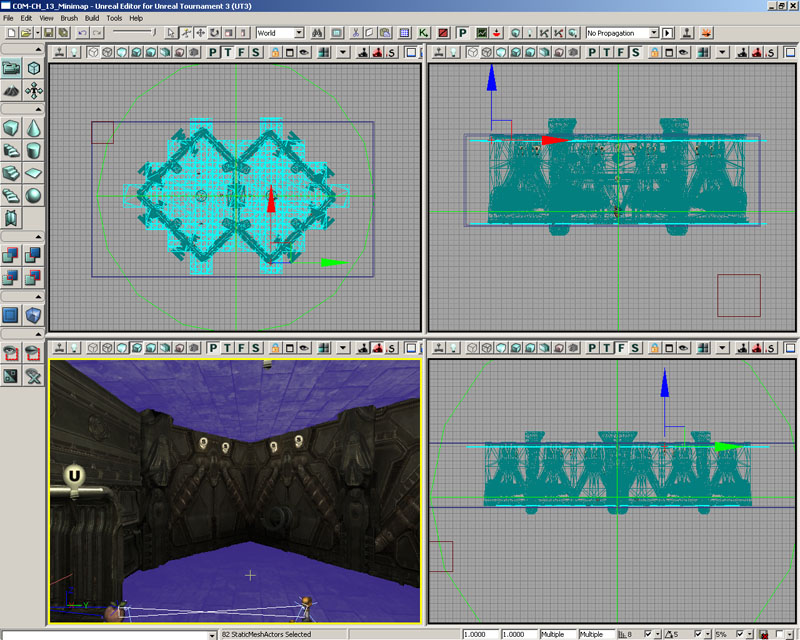 COM-CH_13_Minimap - Unreal Editor for Unreal Tournament 3 (UT3)
File Edit View Brush Build Tools Help
World No Propagation
P T F S
P T F S
P T F S
P T F S
U
Y
82 StaticMeshActors Selected 1.0000 1.0000 Multiple Multiple 8 5 5%